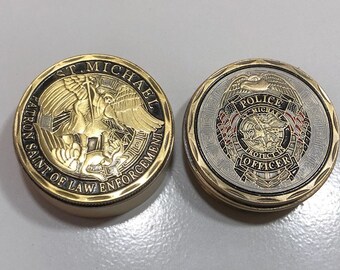 ST. MICHAEL
PATRON SAINT OF LAW ENFORCEMENT
POLICE
OFFICER